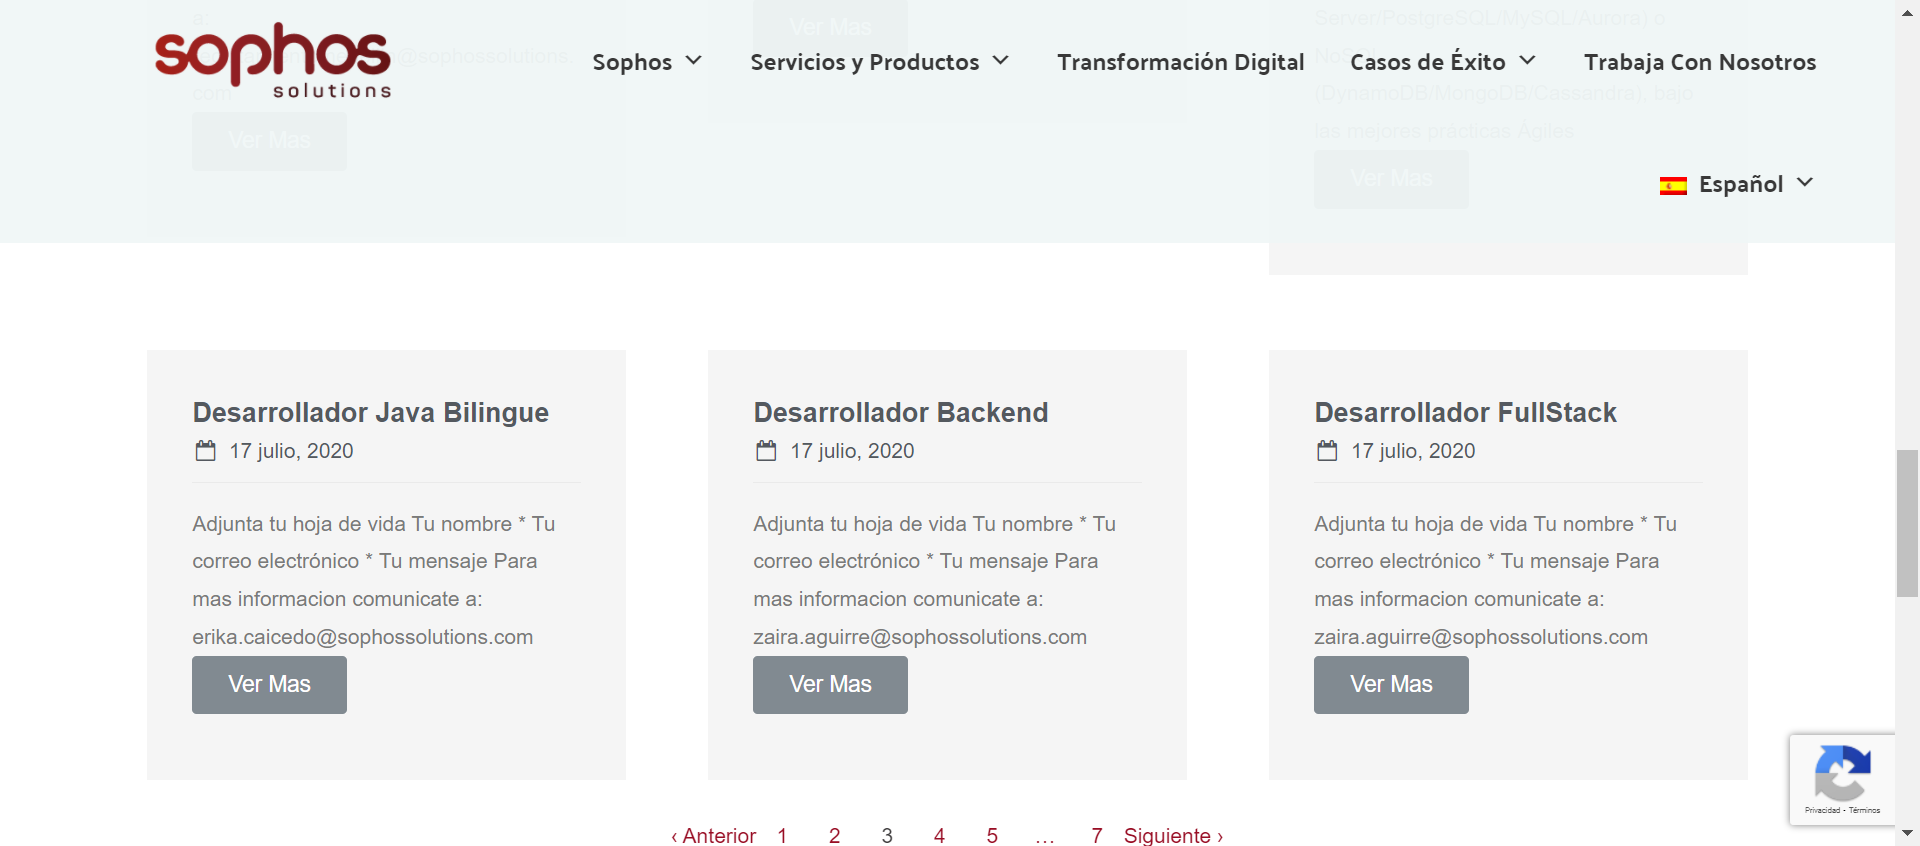 sophos
solutions
Sophos
Servicios y Productos
Transformación Digital
Casos de Éxito
Trabaja Con Nosotros
Español
a:
@sophossolutions.
com
Ver Mas
Ver Mas
Server/PostgreSQL/MySQL/Aurora) o
NoSQL
(DynamoDB/MongoDB/Cassandra), bajo
las mejores prácticas Agiles
Ver Mas
Desarrollador Java Bilingue
17 julio, 2020
Adjunta tu hoja de vida Tu nombre * Tu
correo electrónico * Tu mensaje Para
mas informacion comunicate a:
erika.caicedo@sophossolutions.com
Ver Mas
Desarrollador Backend
17 julio, 2020
Adjunta tu hoja de vida Tu nombre * Tu
correo electrónico * Tu mensaje Para
mas informacion comunicate a:
zaira.aguirre@sophossolutions.com
Ver Mas
Desarrollador FullStack
17 julio, 2020
Adjunta tu hoja de vida Tu nombre * Tu
correo electrónico * Tu mensaje Para
mas informacion comunicate a:
zaira.aguirre@sophossolutions.com
Ver Mas
‹ Anterior 1 2 3 4 5 … 7 Siguiente ›
Privacidad - Términos